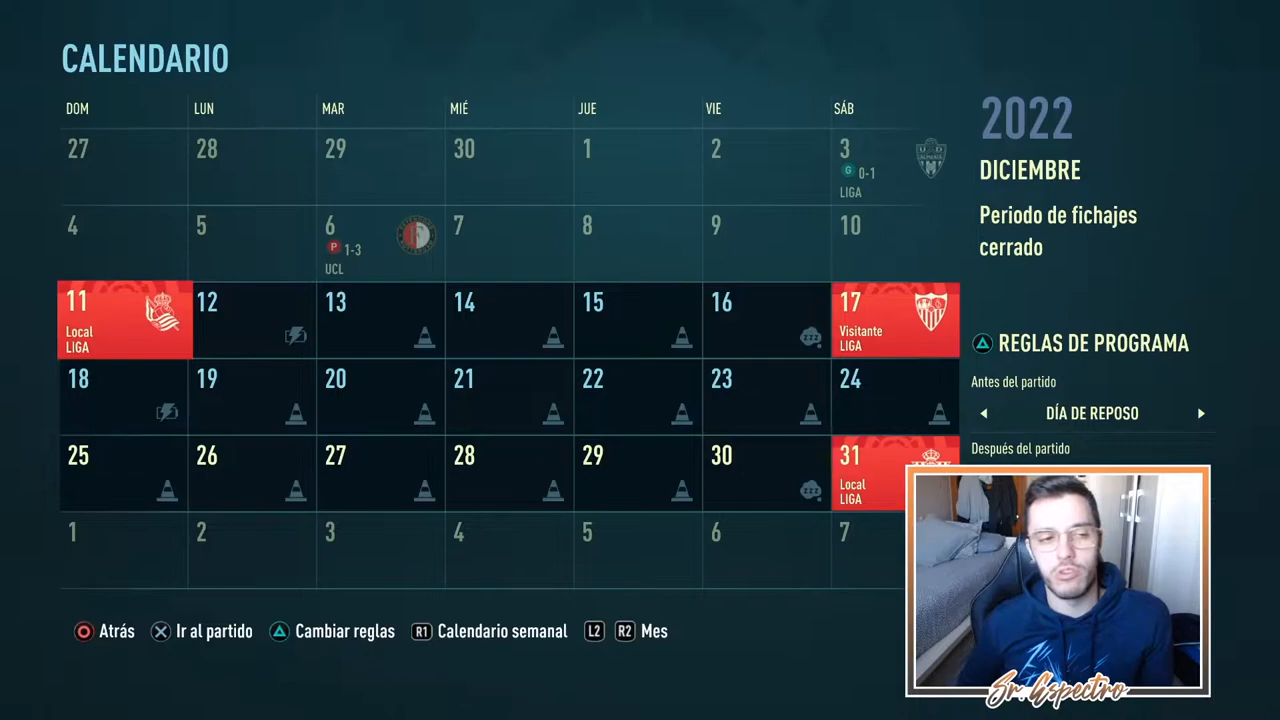 CALENDARIO
DOM LUN MAR MIÉ JUE VIE SÁB
27 28 29 30 1 2 3
G 0-1
LIGA
4 5 6 7 8 9 10
P 1-3
UCL
11 12 13 14 15 16 17
Local
LIGA
zzz
Visitante
LIGA
18 19 20 21 22 23 24
25 26 27 28 29 30 31
zzz
Local
LIGA
1 2 3 4 5 6 7
2022
DICIEMBRE
Periodo de fichajes
cerrado
REGLAS DE PROGRAMA
Antes del partido
DÍA DE REPOSO
Después del partido
Atrás Ir al partido Cambiar reglas R1 Calendario semanal L2 R2 Mes
Sr. Espectro